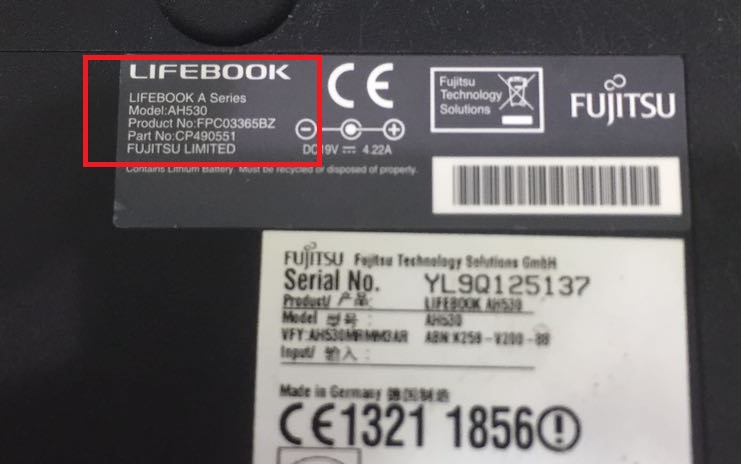 LIFEBOOK
LIFEBOOK A Series
Model:AH530
Product No:FPC03365BZ
Part No:CP490551
FUJITSU LIMITED
DC19V 4.22A
Contains Lithium Battery. Must be recycled or disposed of properly.
CE
Fujitsu
Technology
Solutions
FUJITSU
FUJITSU Fujitsu Technology Solutions GmbH
Serial No. YL9Q125137
Product/ 产品: LIFEBOOK AH530
Model 型号: AH530
VFY:AH530MRMM3AR ABN:K258-V200-88
Input/ 输入:
Made in Germany 德国制造
CE1321 1856